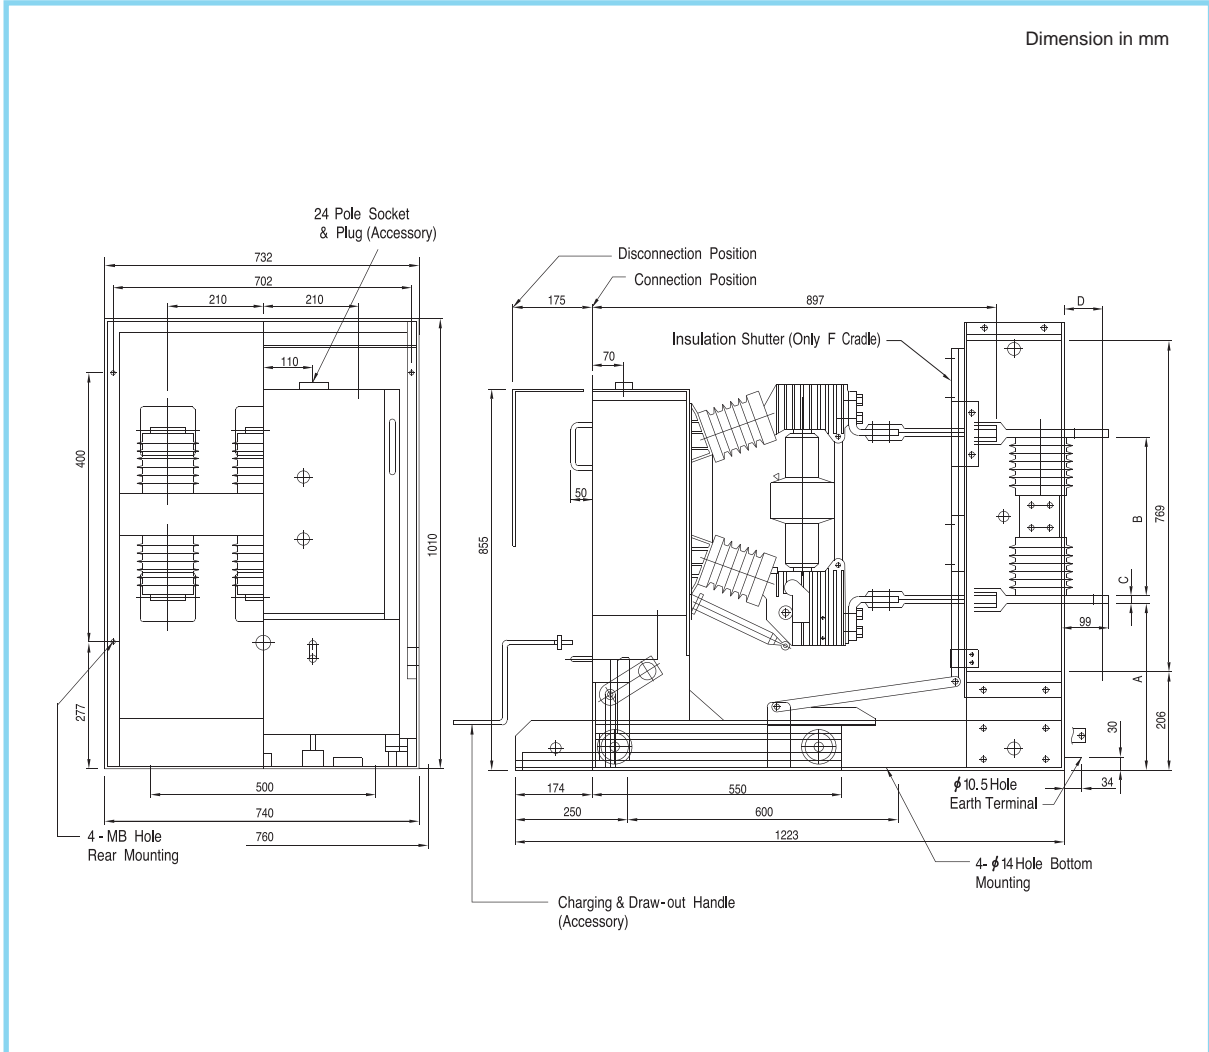 Dimension in mm
24 Pole Socket
& Plug (Accessory)
732
702
210
210
110
400
277
1010
500
740
760
4 - MB Hole
Rear Mounting
Disconnection Position
Connection Position
175
897
D
70
Insulation Shutter (Only F Cradle)
50
855
B
769
C
99
A
206
30
34
ϕ10.5 Hole
Earth Terminal
174
550
250
600
1223
4- ϕ14 Hole Bottom
Mounting
Charging & Draw-out Handle
(Accessory)